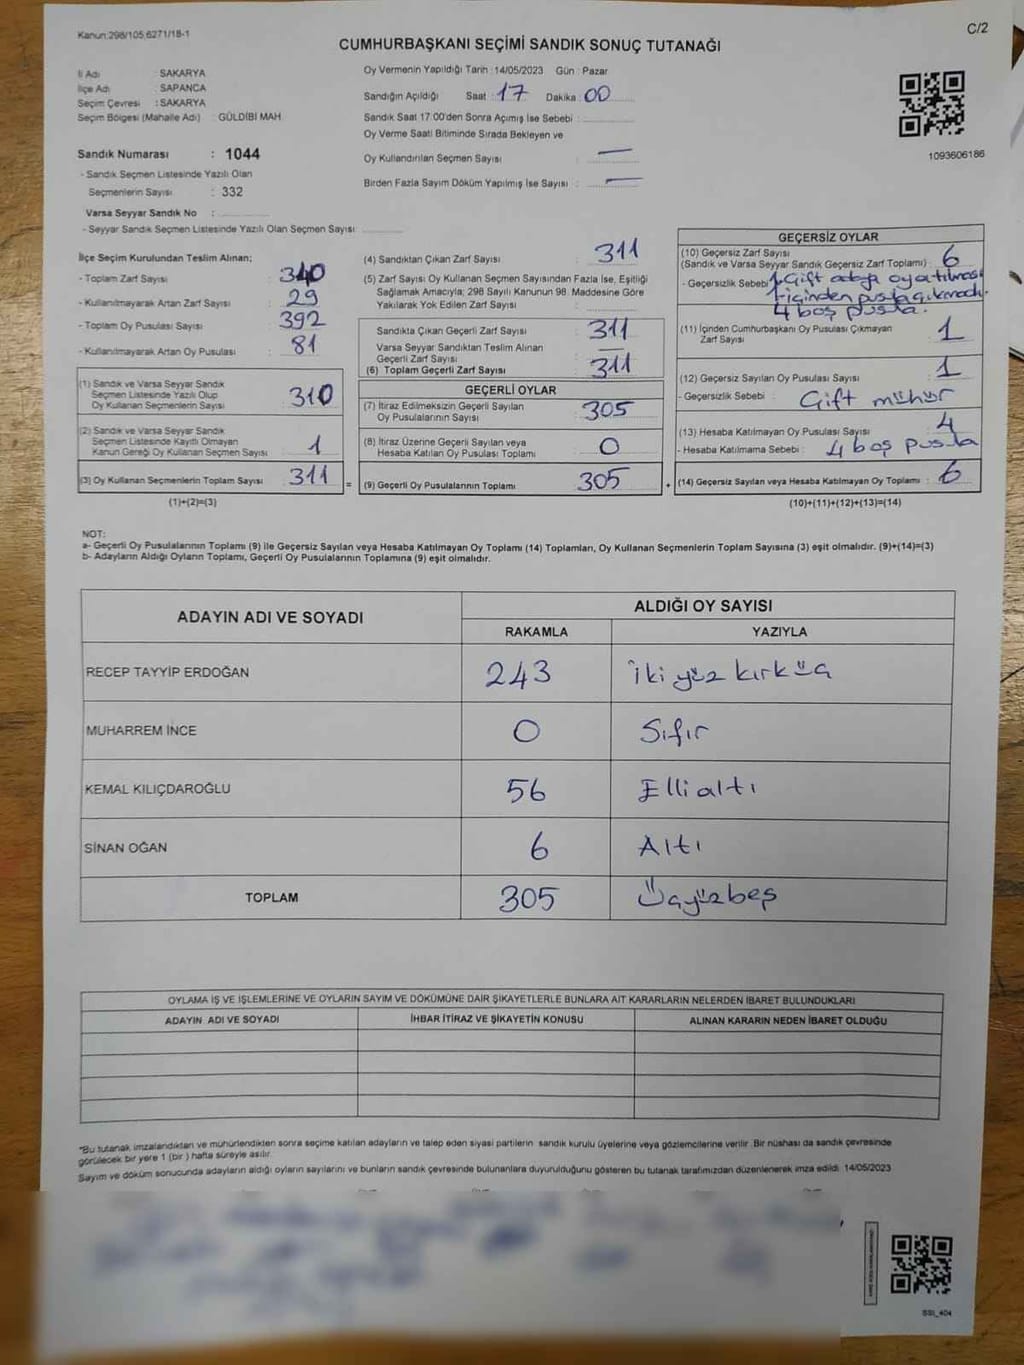 Kanun:298/105,6271/18-1
C/2
CUMHURBAŞKANI SEÇİMİ SANDIK SONUÇ TUTANAĞI
İl Adı : SAKARYA
İlçe Adı : SAPANCA
Seçim Çevresi : SAKARYA
Seçim Bölgesi (Mahalle Adı) : GÜLDİBİ MAH
Sandık Numarası : 1044
- Sandık Seçmen Listesinde Yazılı Olan
Seçmenlerin Sayısı : 332
Varsa Seyyar Sandık No :
- Seyyar Sandık Seçmen Listesinde Yazılı Olan Seçmen Sayısı :
Oy Vermenin Yapıldığı Tarih :14/05/2023 Gün : Pazar
Sandığın Açıldığı Saat : 17 Dakika : 00
Sandık Saat 17:00'den Sonra Açımış İse Sebebi :
Oy Verme Saati Bitiminde Sırada Bekleyen ve
Oy Kullandırılan Seçmen Sayısı : —
Birden Fazla Sayım Döküm Yapılmış İse Sayısı : —
1093606186
İlçe Seçim Kurulundan Teslim Alınan;
- Toplam Zarf Sayısı : 340
- Kullanılmayarak Artan Zarf Sayısı : 29
- Toplam Oy Pusulası Sayısı : 392
- Kullanılmayarak Artan Oy Pusulası : 81
(1) Sandık ve Varsa Seyyar Sandık
Seçmen Listesinde Yazılı Olup
Oy Kullanan Seçmenlerin Sayısı : 310
(2) Sandık ve Varsa Seyyar Sandık
Seçmen Listesinde Kayıtlı Olmayan
Kanun Gereği Oy Kullanan Seçmen Sayısı : 1
(3) Oy Kullanan Seçmenlerin Toplam Sayısı : 311
(1)+(2)=(3)
(4) Sandıktan Çıkan Zarf Sayısı : 311
(5) Zarf Sayısı Oy Kullanan Seçmen Sayısından Fazla İse, Eşitliği
Sağlamak Amacıyla; 298 Sayılı Kanunun 98. Maddesine Göre
Yakılarak Yok Edilen Zarf Sayısı :
Sandıkta Çıkan Geçerli Zarf Sayısı : 311
Varsa Seyyar Sandıktan Teslim Alınan
Geçerli Zarf Sayısı : —
(6) Toplam Geçerli Zarf Sayısı : 311
GEÇERLİ OYLAR
(7) İtiraz Edilmeksizin Geçerli Sayılan
Oy Pusulalarının Sayısı : 305
(8) İtiraz Üzerine Geçerli Sayılan veya
Hesaba Katılan Oy Pusulası Toplamı : 0
= (9) Geçerli Oy Pusulalarının Toplamı : 305
GEÇERSİZ OYLAR
(10) Geçersiz Zarf Sayısı
(Sandık ve Varsa Seyyar Sandık Geçersiz Zarf Toplamı) : 6
- Geçersizlik Sebebi : 1-Çift adaya oy atılması
1-içinden pusula çıkmadı.
4 boş pusula.
(11) İçinden Cumhurbaşkanı Oy Pusulası Çıkmayan
Zarf Sayısı : 1
(12) Geçersiz Sayılan Oy Pusulası Sayısı : 1
- Geçersizlik Sebebi : Çift mühür
(13) Hesaba Katılmayan Oy Pusulası Sayısı : 4
- Hesaba Katılmama Sebebi : 4 boş pusula
+ (14) Geçersiz Sayılan veya Hesaba Katılmayan Oy Toplamı : 6
(10)+(11)+(12)+(13)=(14)
NOT:
a- Geçerli Oy Pusulalarının Toplamı (9) ile Geçersiz Sayılan veya Hesaba Katılmayan Oy Toplamı (14) Toplamları, Oy Kullanan Seçmenlerin Toplam Sayısına (3) eşit olmalıdır. (9)+(14)=(3)
b- Adayların Aldığı Oyların Toplamı, Geçerli Oy Pusulalarının Toplamına (9) eşit olmalıdır.
ADAYIN ADI VE SOYADI ALDIĞI OY SAYISI
RAKAMLA YAZIYLA
RECEP TAYYİP ERDOĞAN 243 İki yüz kırküç
MUHARREM İNCE 0 Sıfır
KEMAL KILIÇDAROĞLU 56 Elli altı
SİNAN OĞAN 6 Altı
TOPLAM 305 Üçyüzbeş
OYLAMA İŞ VE İŞLEMLERİNE VE OYLARIN SAYIM VE DÖKÜMÜNE DAİR ŞİKAYETLERLE BUNLARA AİT KARARLARIN NELERDEN İBARET BULUNDUKLARI
ADAYIN ADI VE SOYADI İHBAR İTİRAZ VE ŞİKAYETİN KONUSU ALINAN KARARIN NEDEN İBARET OLDUĞU
*Bu tutanak imzalandıktan ve mühürlendikten sonra seçime katılan adayların ve talep eden siyasi partilerin sandık kurulu üyelerine veya gözlemcilerine verilir. Bir nüshası da sandık çevresinde
görülecek bir yere 1 (bir) hafta süreyle asılır.
Sayım ve döküm sonucunda adayların aldığı oyların sayılarını ve bunların sandık çevresinde bulunanlara duyurulduğunu gösteren bu tutanak tarafımızdan düzenlenerek imza edildi. 14/05/2023
SSI_404